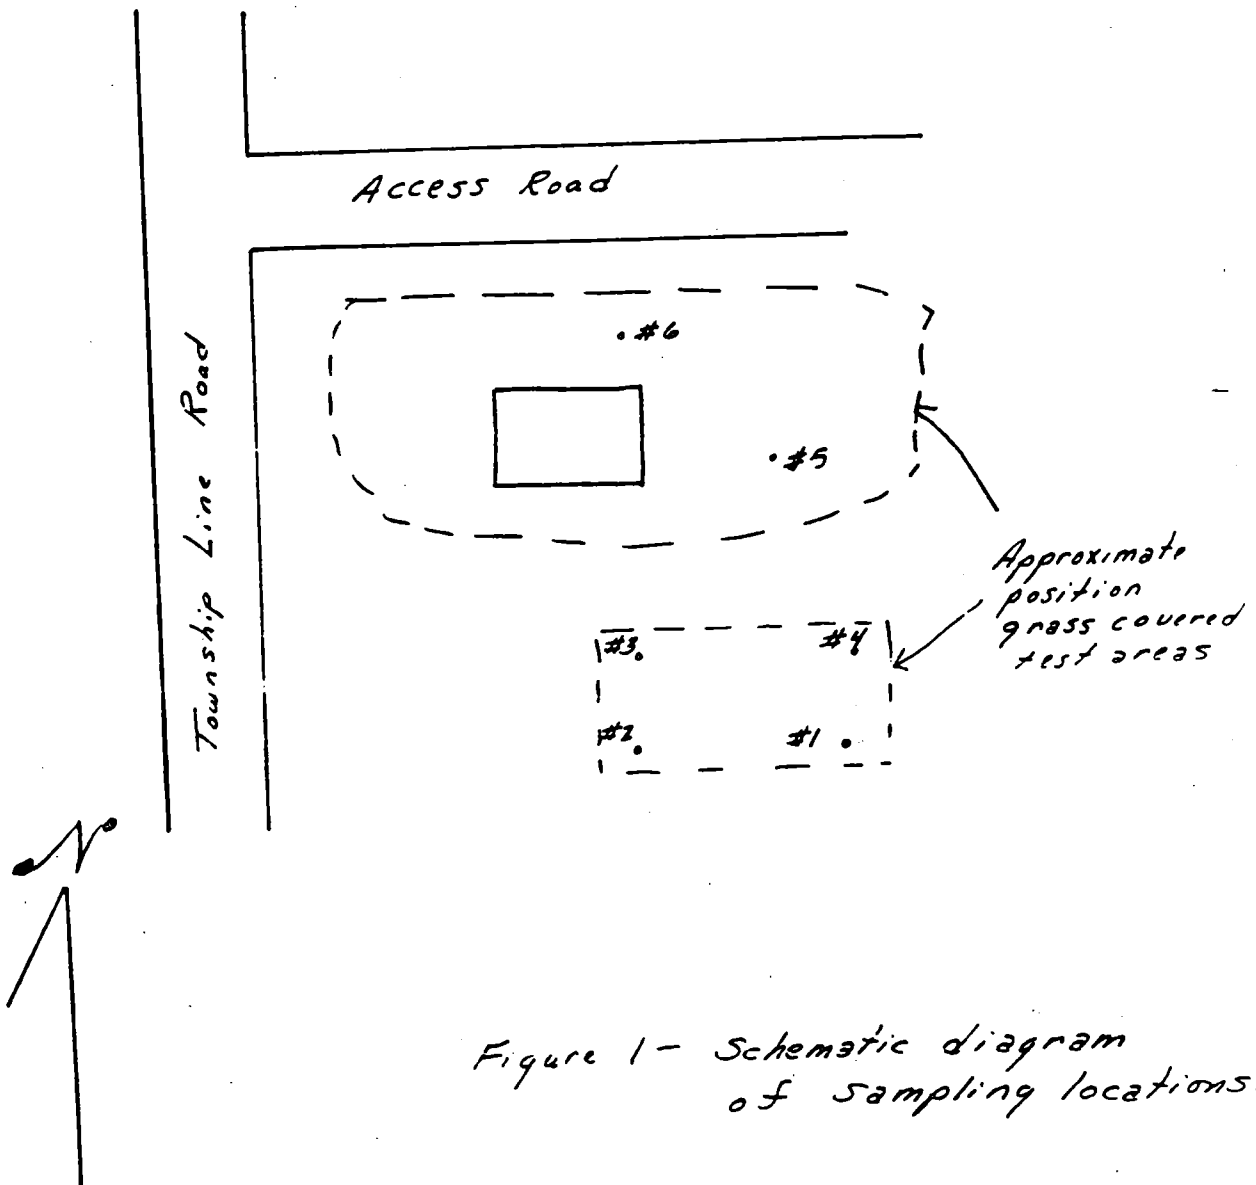 Access Road
Township Line Road
#6
#5
Approximate
position
grass covered
test areas
#3
#4
#2
#1
N
Figure 1 - Schematic diagram
of sampling locations